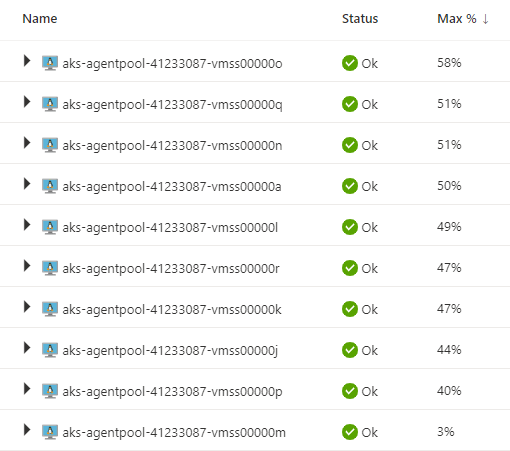 Name Status Max % ↓
aks-agentpool-41233087-vmss00000o Ok 58%
aks-agentpool-41233087-vmss00000q Ok 51%
aks-agentpool-41233087-vmss00000n Ok 51%
aks-agentpool-41233087-vmss00000a Ok 50%
aks-agentpool-41233087-vmss00000l Ok 49%
aks-agentpool-41233087-vmss00000r Ok 47%
aks-agentpool-41233087-vmss00000k Ok 47%
aks-agentpool-41233087-vmss00000j Ok 44%
aks-agentpool-41233087-vmss00000p Ok 40%
aks-agentpool-41233087-vmss00000m Ok 3%